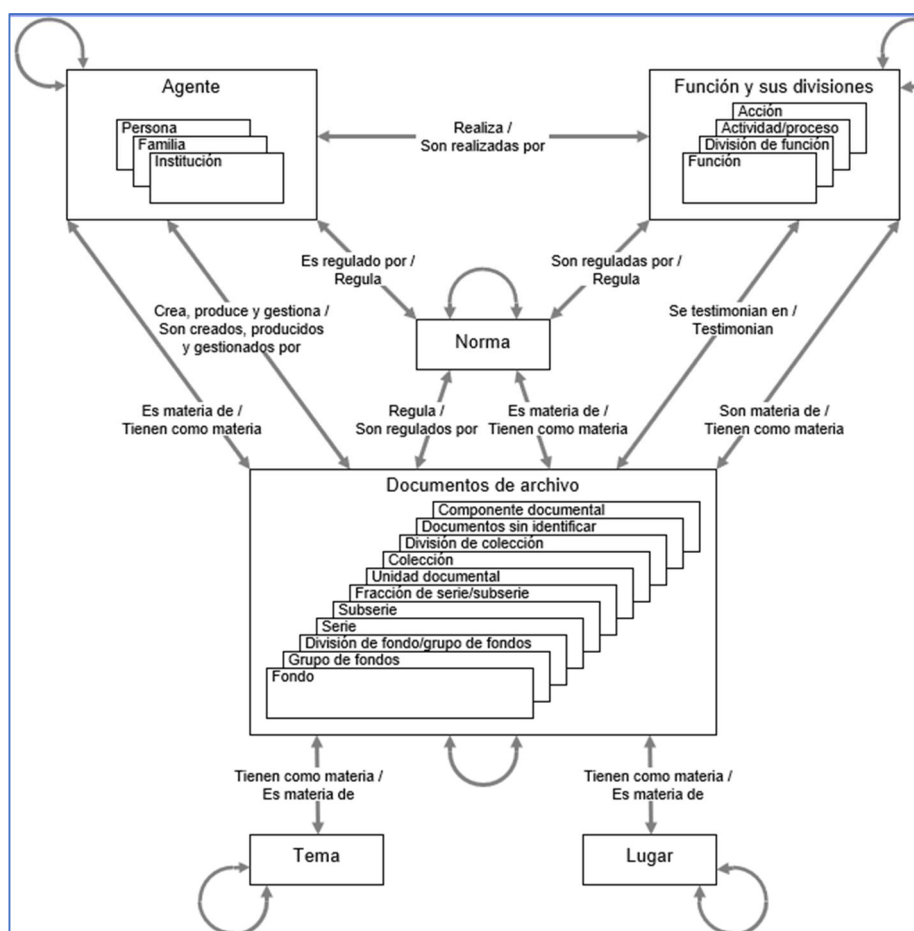 Agente
Persona
Familia
Institución
Realiza /
Son realizadas por
Función y sus divisiones
Acción
Actividad/proceso
División de función
Función
Es regulado por /
Regula
Son reguladas por /
Regula
Crea, produce y gestiona /
Son creados, producidos
y gestionados por
Norma
Se testimonian en /
Testimonian
Es materia de /
Tienen como materia
Regula /
Son regulados por
Es materia de /
Tienen como materia
Son materia de /
Tienen como materia
Documentos de archivo
Componente documental
Documentos sin identificar
División de colección
Colección
Unidad documental
Fracción de serie/subserie
Subserie
Serie
División de fondo/grupo de fondos
Grupo de fondos
Fondo
Tienen como materia /
Es materia de
Tienen como materia /
Es materia de
Tema
Lugar